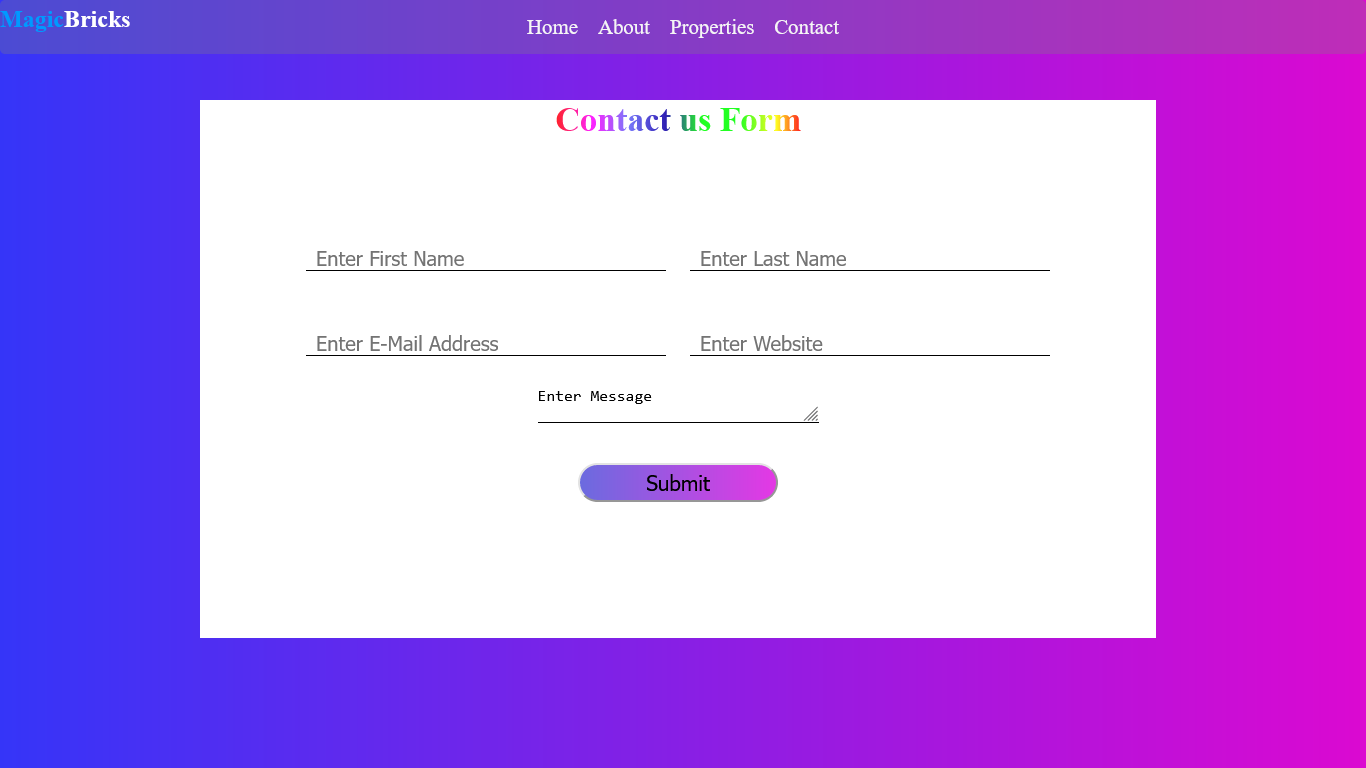 MagicBricks
Home About Properties Contact
Contact us Form
Enter First Name Enter Last Name
Enter E-Mail Address Enter Website
Enter Message
Submit